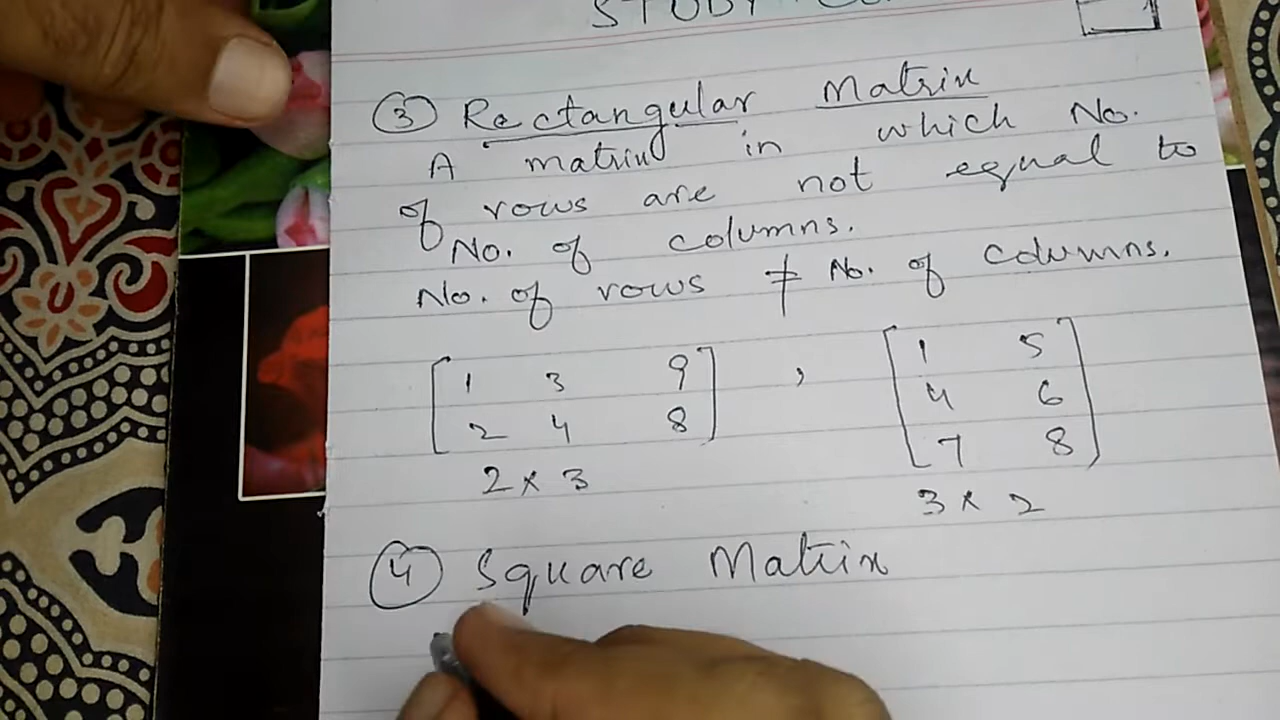 STUDY
③ Rectangular Matrix
A matrix in which No.
of rows are not equal to
No. of columns.
No. of rows ≠ No. of columns.
[1 3 9] , [1 5]
[2 4 8] [4 6]
[7 8]
2 x 3
3 x 2
④ Square Matrix